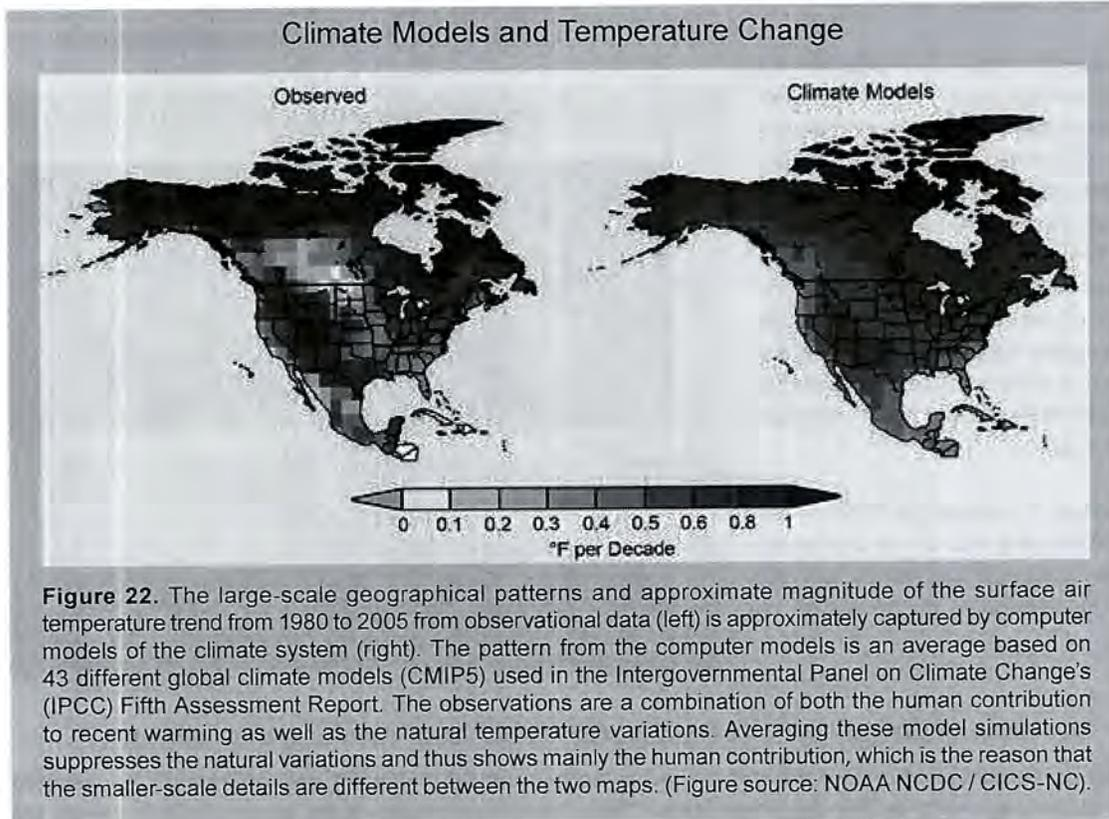 Climate Models and Temperature Change
Observed
Climate Models
0 0.1 0.2 0.3 0.4 0.5 0.6 0.8 1
°F per Decade
Figure 22. The large-scale geographical patterns and approximate magnitude of the surface air
temperature trend from 1980 to 2005 from observational data (left) is approximately captured by computer
models of the climate system (right). The pattern from the computer models is an average based on
43 different global climate models (CMIP5) used in the Intergovernmental Panel on Climate Change's
(IPCC) Fifth Assessment Report. The observations are a combination of both the human contribution
to recent warming as well as the natural temperature variations. Averaging these model simulations
suppresses the natural variations and thus shows mainly the human contribution, which is the reason that
the smaller-scale details are different between the two maps. (Figure source: NOAA NCDC / CICS-NC).